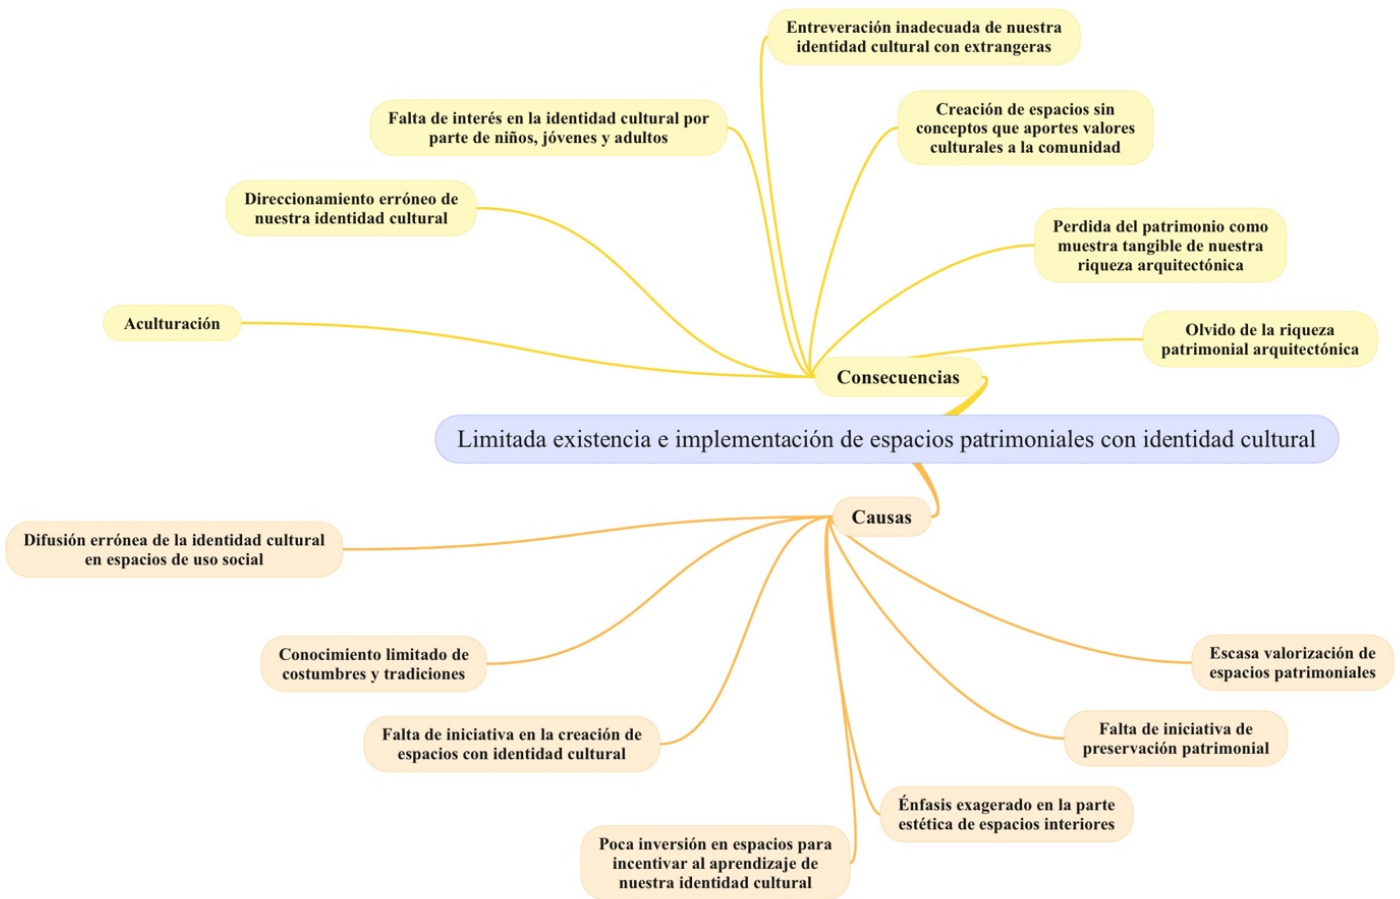 Entreveración inadecuada de nuestra
identidad cultural con extrangeras
Falta de interés en la identidad cultural por
parte de niños, jóvenes y adultos
Creación de espacios sin
conceptos que aportes valores
culturales a la comunidad
Direccionamiento erróneo de
nuestra identidad cultural
Perdida del patrimonio como
muestra tangible de nuestra
riqueza arquitectónica
Aculturación
Olvido de la riqueza
patrimonial arquitectónica
Consecuencias
Limitada existencia e implementación de espacios patrimoniales con identidad cultural
Causas
Difusión errónea de la identidad cultural
en espacios de uso social
Conocimiento limitado de
costumbres y tradiciones
Escasa valorización de
espacios patrimoniales
Falta de iniciativa en la creación de
espacios con identidad cultural
Falta de iniciativa de
preservación patrimonial
Énfasis exagerado en la parte
estética de espacios interiores
Poca inversión en espacios para
incentivar al aprendizaje de
nuestra identidad cultural